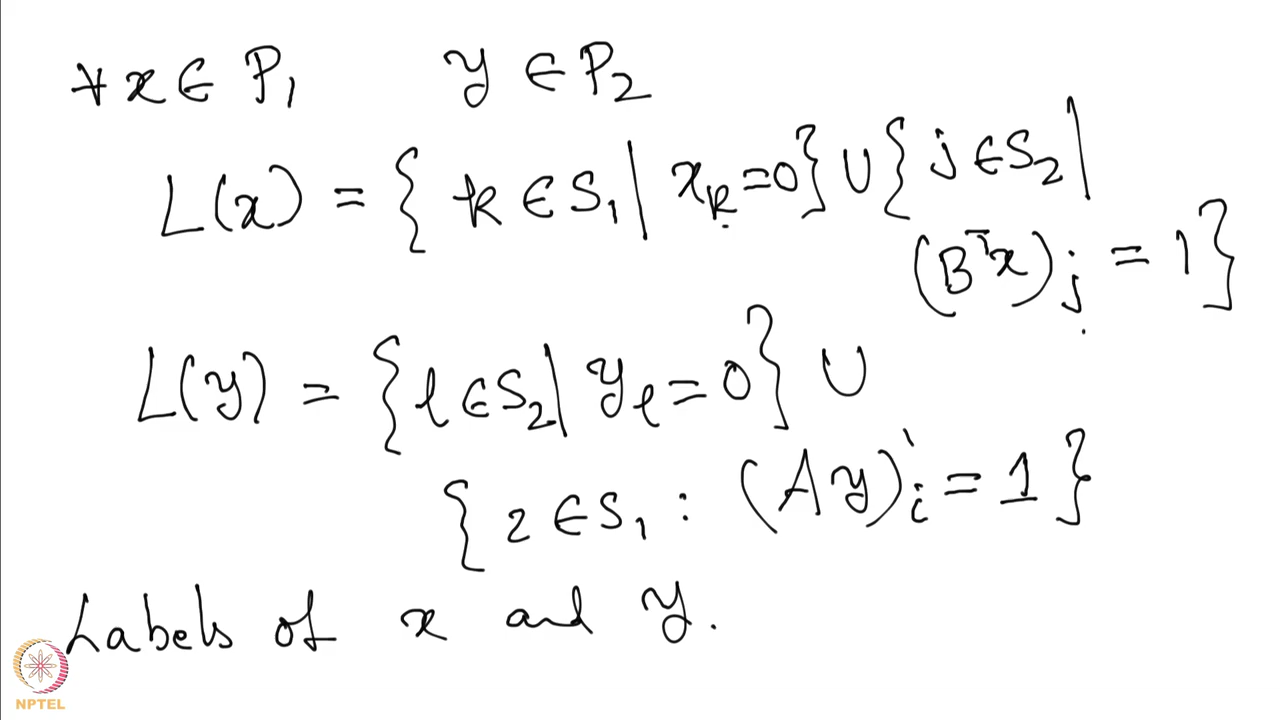 ∀ x ∈ P₁ y ∈ P₂
L(x) = { k ∈ S₁ | x_k = 0 } ∪ { j ∈ S₂ |
(Bᵀx)_j = 1 }
L(y) = { l ∈ S₂ | y_l = 0 } ∪
{ i ∈ S₁ : (Ay)_i = 1 }
Labels of x and y.
NPTEL